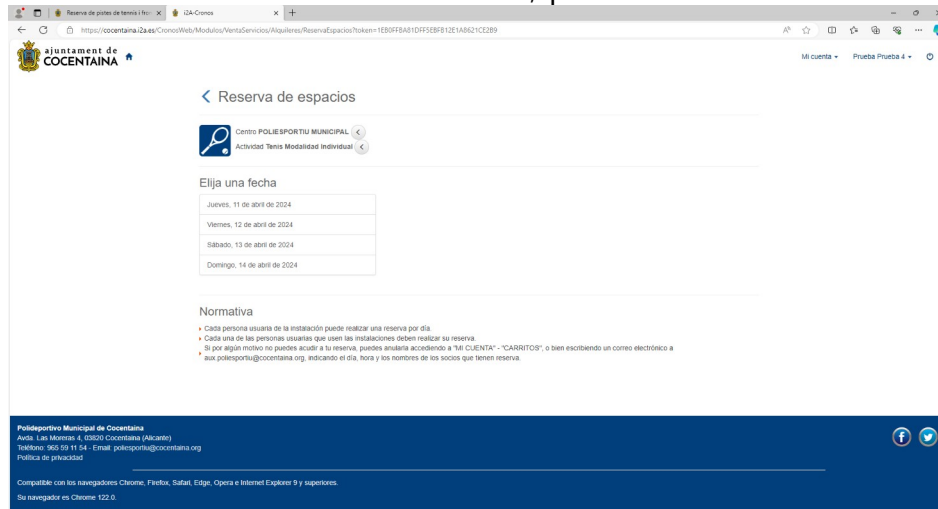 Reserva de pistes de tennis i fron
i2A-Cronos
https://cocentaina.i2a.es/CronosWeb/Modulos/VentaServicios/Alquileres/ReservaEspacios?token=1EB0FFBA81DFF5EBFB12E1A8621CE2B9
ajuntament de
COCENTAINA
Mi cuenta
Prueba Prueba 4
Reserva de espacios
Centro POLIESPORTIU MUNICIPAL
Actividad Tenis Modalidad Individual
Elija una fecha
Jueves, 11 de abril de 2024
Viernes, 12 de abril de 2024
Sábado, 13 de abril de 2024
Domingo, 14 de abril de 2024
Normativa
Cada persona usuaria de la instalación puede realizar una reserva por día
Cada una de las personas usuarias que usen las instalaciones deben realizar su reserva.
Si por algún motivo no puedes acudir a tu reserva, puedes anularla accediendo a "MI CUENTA" - "CARRITOS", o bien escribiendo un correo electrónico a
aux.poliesportiu@cocentaina.org, indicando el día, hora y los nombres de los socios que tienen reserva.
Polideportivo Municipal de Cocentaina
Avda. Las Moreras 4, 03820 Cocentaina (Alicante)
Teléfono: 965 59 11 54 - Email: poliesportiu@cocentaina.org
Política de privacidad
Compatible con los navegadores Chrome, Firefox, Safari, Edge, Opera e Internet Explorer 9 y superiores.
Su navegador es Chrome 122.0.